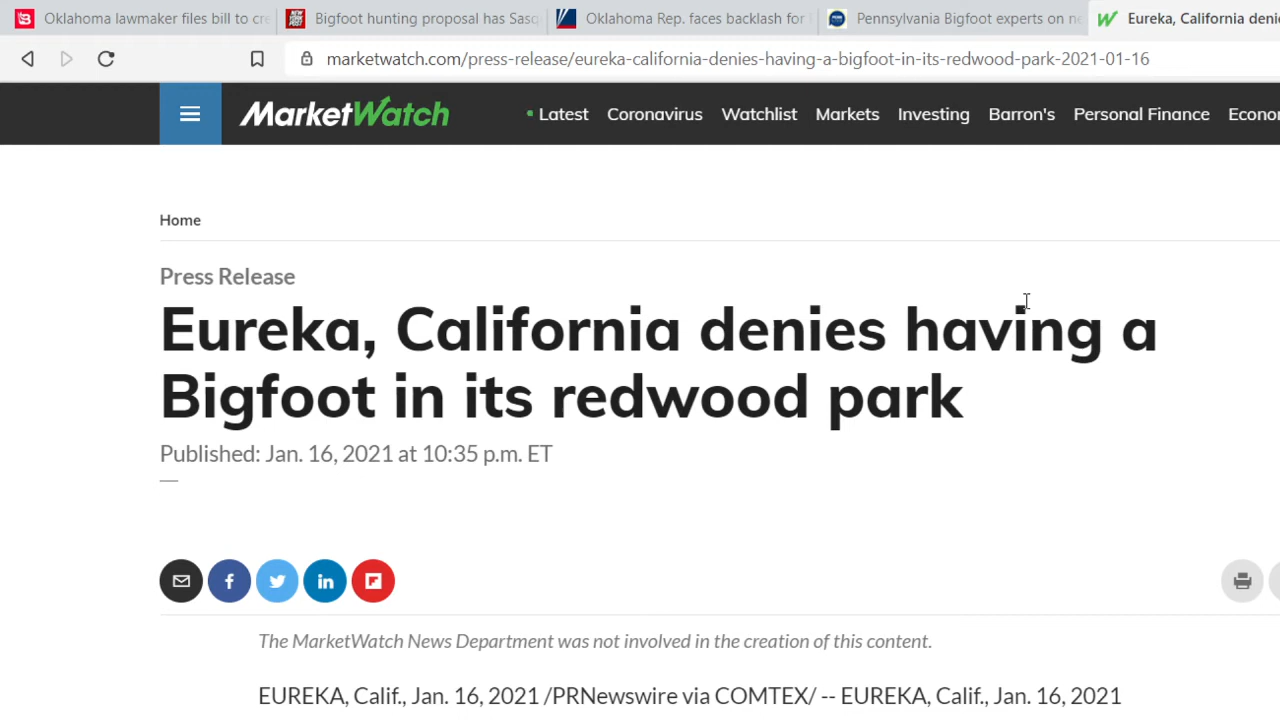 Oklahoma lawmaker files bill to cre
Bigfoot hunting proposal has Sasq
Oklahoma Rep. faces backlash for
Pennsylvania Bigfoot experts on ne
Eureka, California denie
marketwatch.com/press-release/eureka-california-denies-having-a-bigfoot-in-its-redwood-park-2021-01-16
MarketWatch
Latest Coronavirus Watchlist Markets Investing Barron's Personal Finance Econo
Home
Press Release
Eureka, California denies having a
Bigfoot in its redwood park
Published: Jan. 16, 2021 at 10:35 p.m. ET
The MarketWatch News Department was not involved in the creation of this content.
EUREKA, Calif., Jan. 16, 2021 /PRNewswire via COMTEX/ -- EUREKA, Calif., Jan. 16, 2021